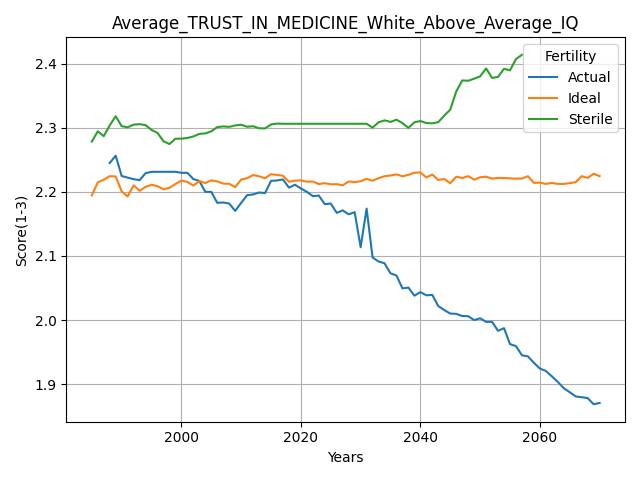 Average_TRUST_IN_MEDICINE_White_Above_Average_IQ
Fertility
Actual
Ideal
Sterile
Score(1-3)
2.4
2.3
2.2
2.1
2.0
1.9
2000
2020
2040
2060
Years